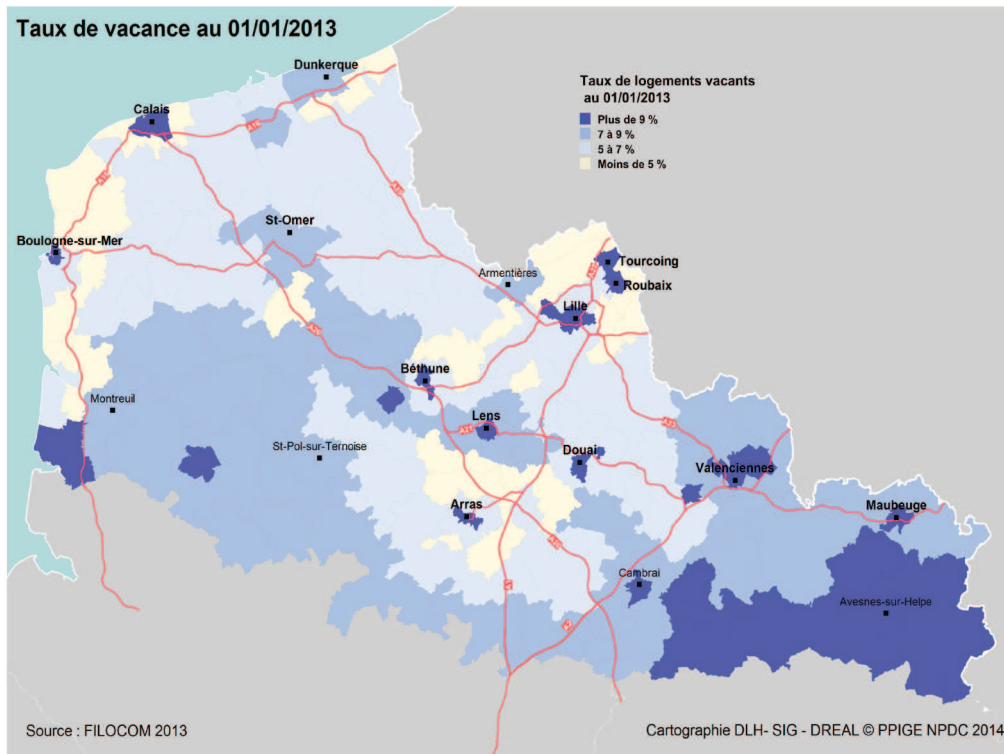 Taux de vacance au 01/01/2013
Dunkerque
Taux de logements vacants
au 01/01/2013
Plus de 9 %
7 à 9 %
5 à 7 %
Moins de 5 %
Calais
St-Omer
Boulogne-sur-Mer
Armentières
Tourcoing
Roubaix
Lille
Béthune
Montreuil
Lens
A21
St-Pol-sur-Ternoise
Douai
A23
Valenciennes
Arras
Maubeuge
Cambrai
Avesnes-sur-Helpe
Source : FILOCOM 2013
Cartographie DLH- SIG - DREAL © PPIGE NPDC 2014